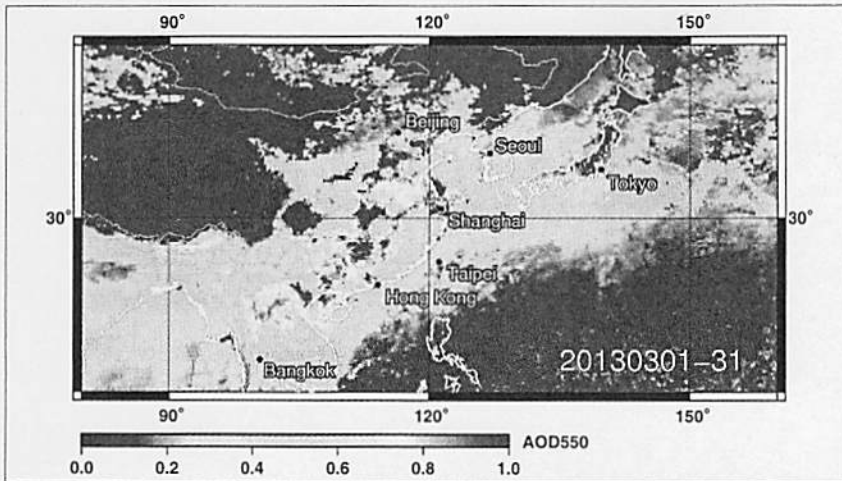 90° 120° 150°
Beijing
Seoul
Tokyo
30° 30°
Shanghai
Taipei
Hong Kong
20130301-31
Bangkok
90° 120° 150°
AOD550
0.0 0.2 0.4 0.6 0.8 1.0